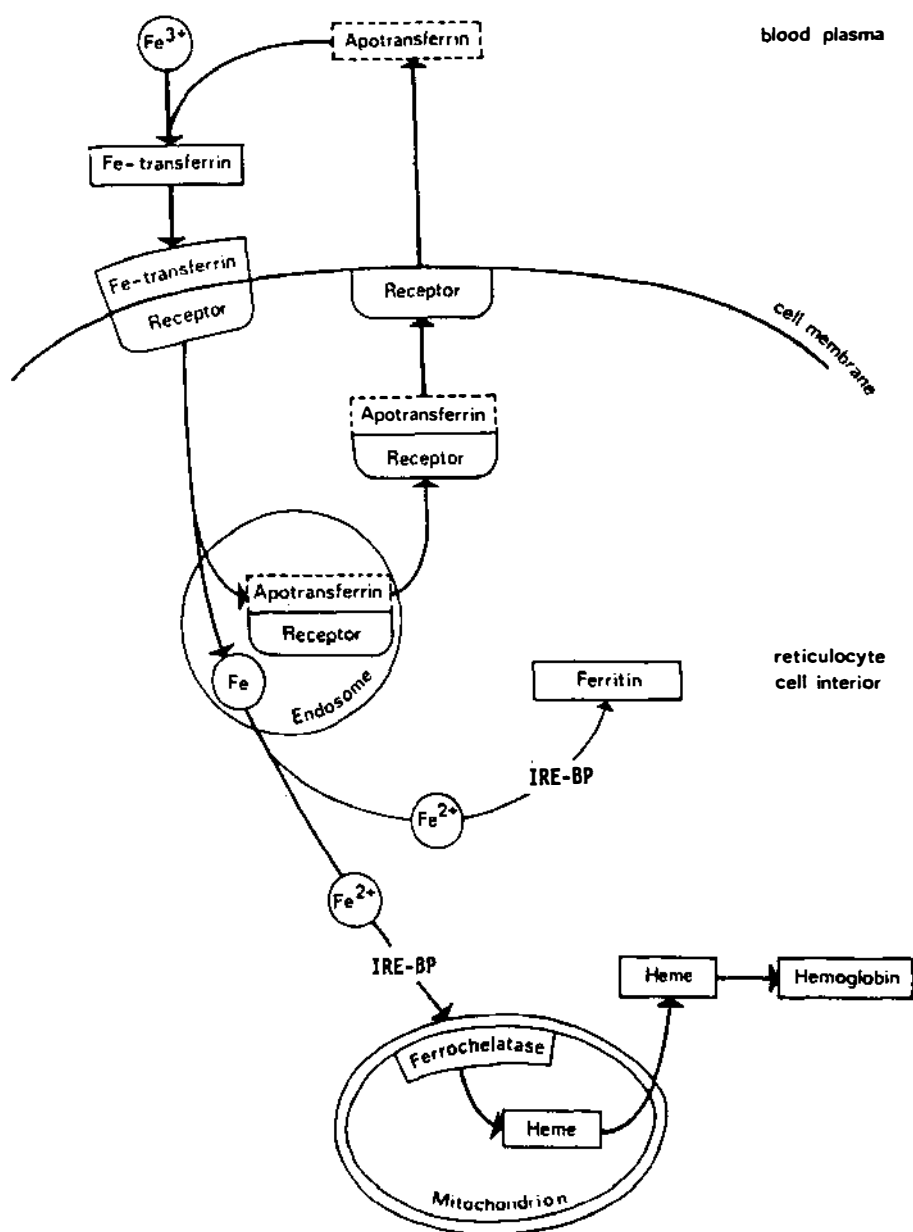 Fe3+
Apotransferrin
blood plasma
Fe-transferrin
Fe-transferrin
Receptor
Receptor
cell membrane
Apotransferrin
Receptor
Apotransferrin
Receptor
Fe
Endosome
Ferritin
reticulocyte
cell interior
IRE-BP
Fe2+
Fe2+
IRE-BP
Heme
Hemoglobin
Ferrochelatase
Heme
Mitochondrion